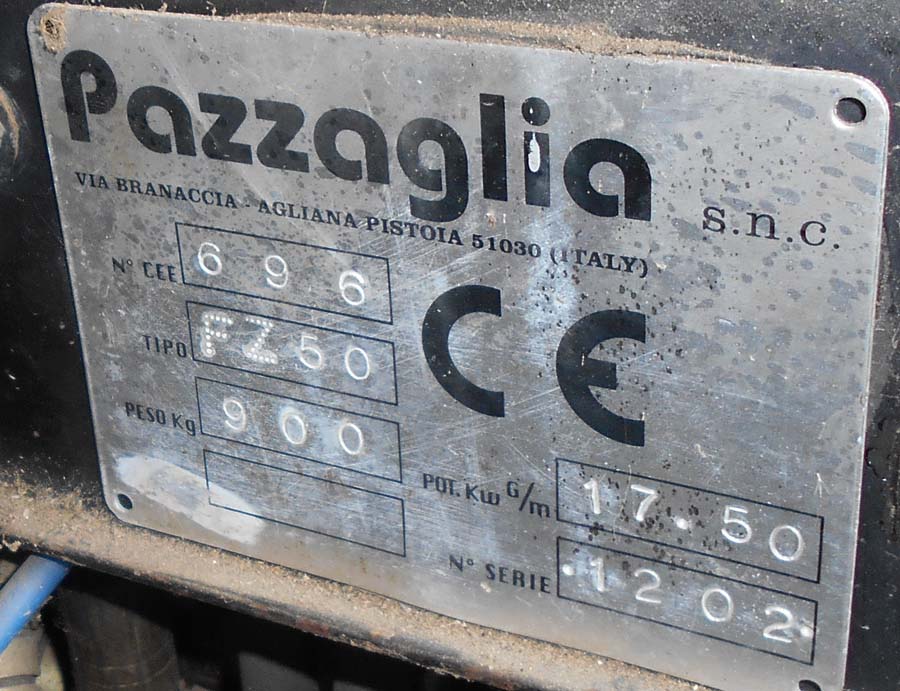 Pazzaglia s.n.c.
VIA BRANACCIA - AGLIANA PISTOIA 51030 (ITALY)
N° CEE 696
TIPO FZ50
PESO Kg 900
CE
POT. KW G/m 17.50
N° SERIE .1202.